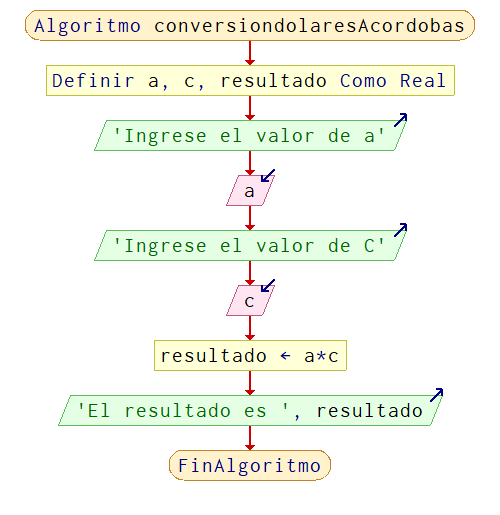 Algoritmo conversiondolaresAcordobas
Definir a, c, resultado Como Real
'Ingrese el valor de a'
a
'Ingrese el valor de C'
c
resultado ← a*c
'El resultado es ', resultado
FinAlgoritmo